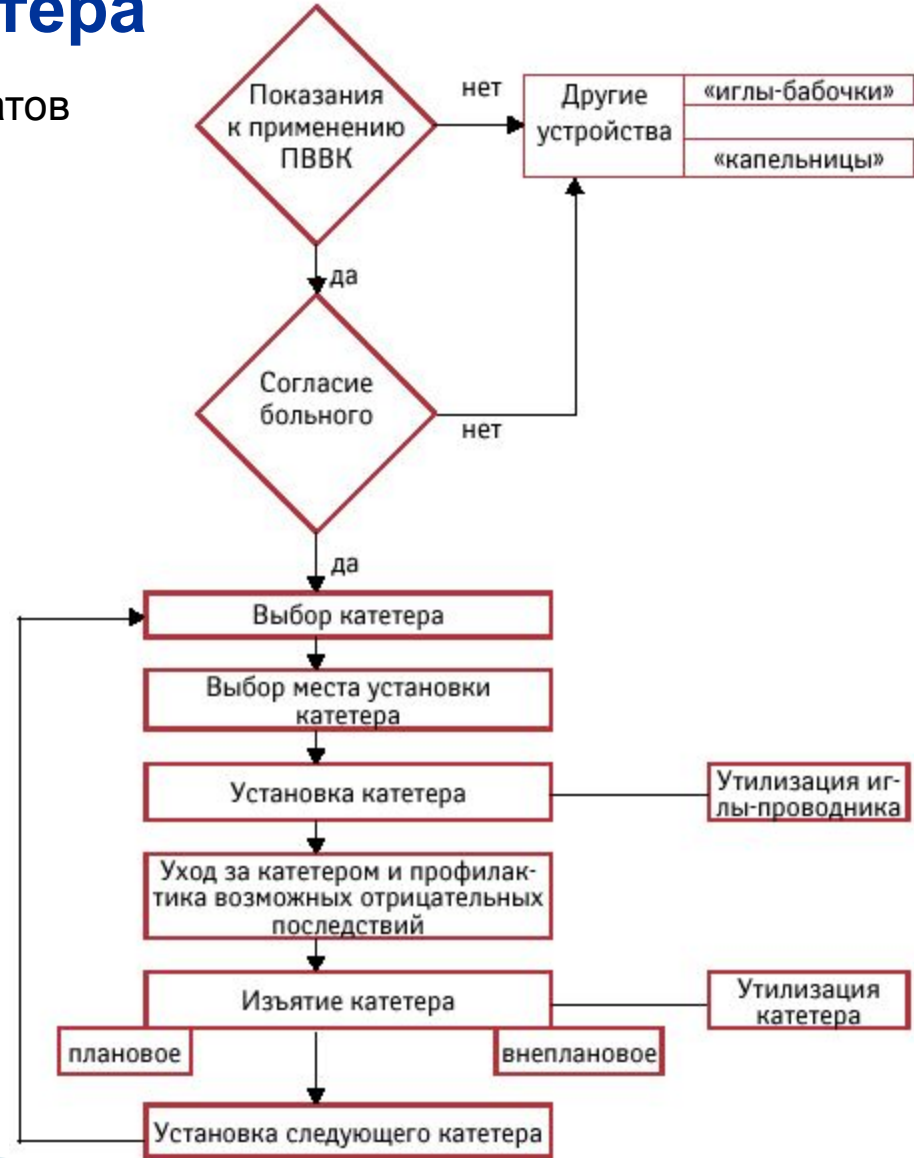 тера
атов
Показания
к применению
ПВВК
нет
Другие
устройства
«иглы-бабочки»
«капельницы»
да
Согласие
больного
нет
да
Выбор катетера
Выбор места установки
катетера
Установка катетера
Утилизация иг-
лы-проводника
Уход за катетером и профилак-
тика возможных отрицательных
последствий
Изъятие катетера
Утилизация
катетера
плановое
внеплановое
Установка следующего катетера